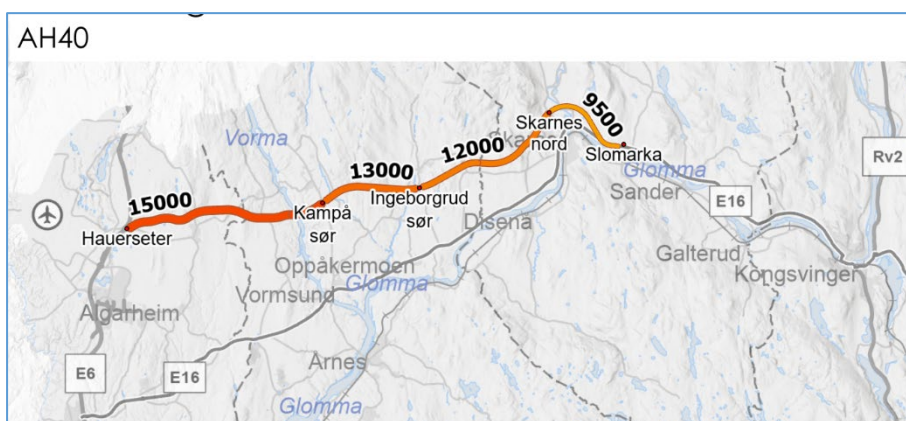 AH40
Vorma
Skarnes
nord
9500
Slomarka
Glomma
Sander
Rv2
E16
12000
13000
15000
Ingeborgrud
sør
Kampå
sør
Hauerseter
Disenå
Galterud
Kongsvinger
Oppåkermoen
Glomma
Vormsund
Algarheim
Årnes
E6
E16
Glomma